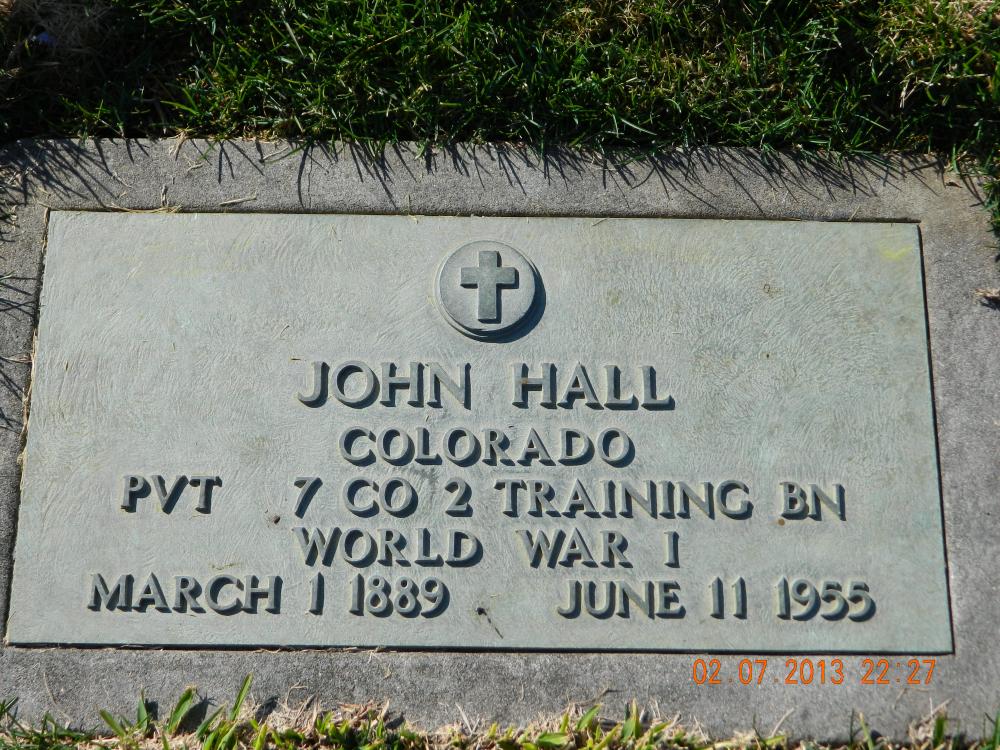 JOHN HALL
COLORADO
PVT 7 CO 2 TRAINING BN
WORLD WAR I
MARCH 1 1889 JUNE 11 1955
02.07.2013 22:27